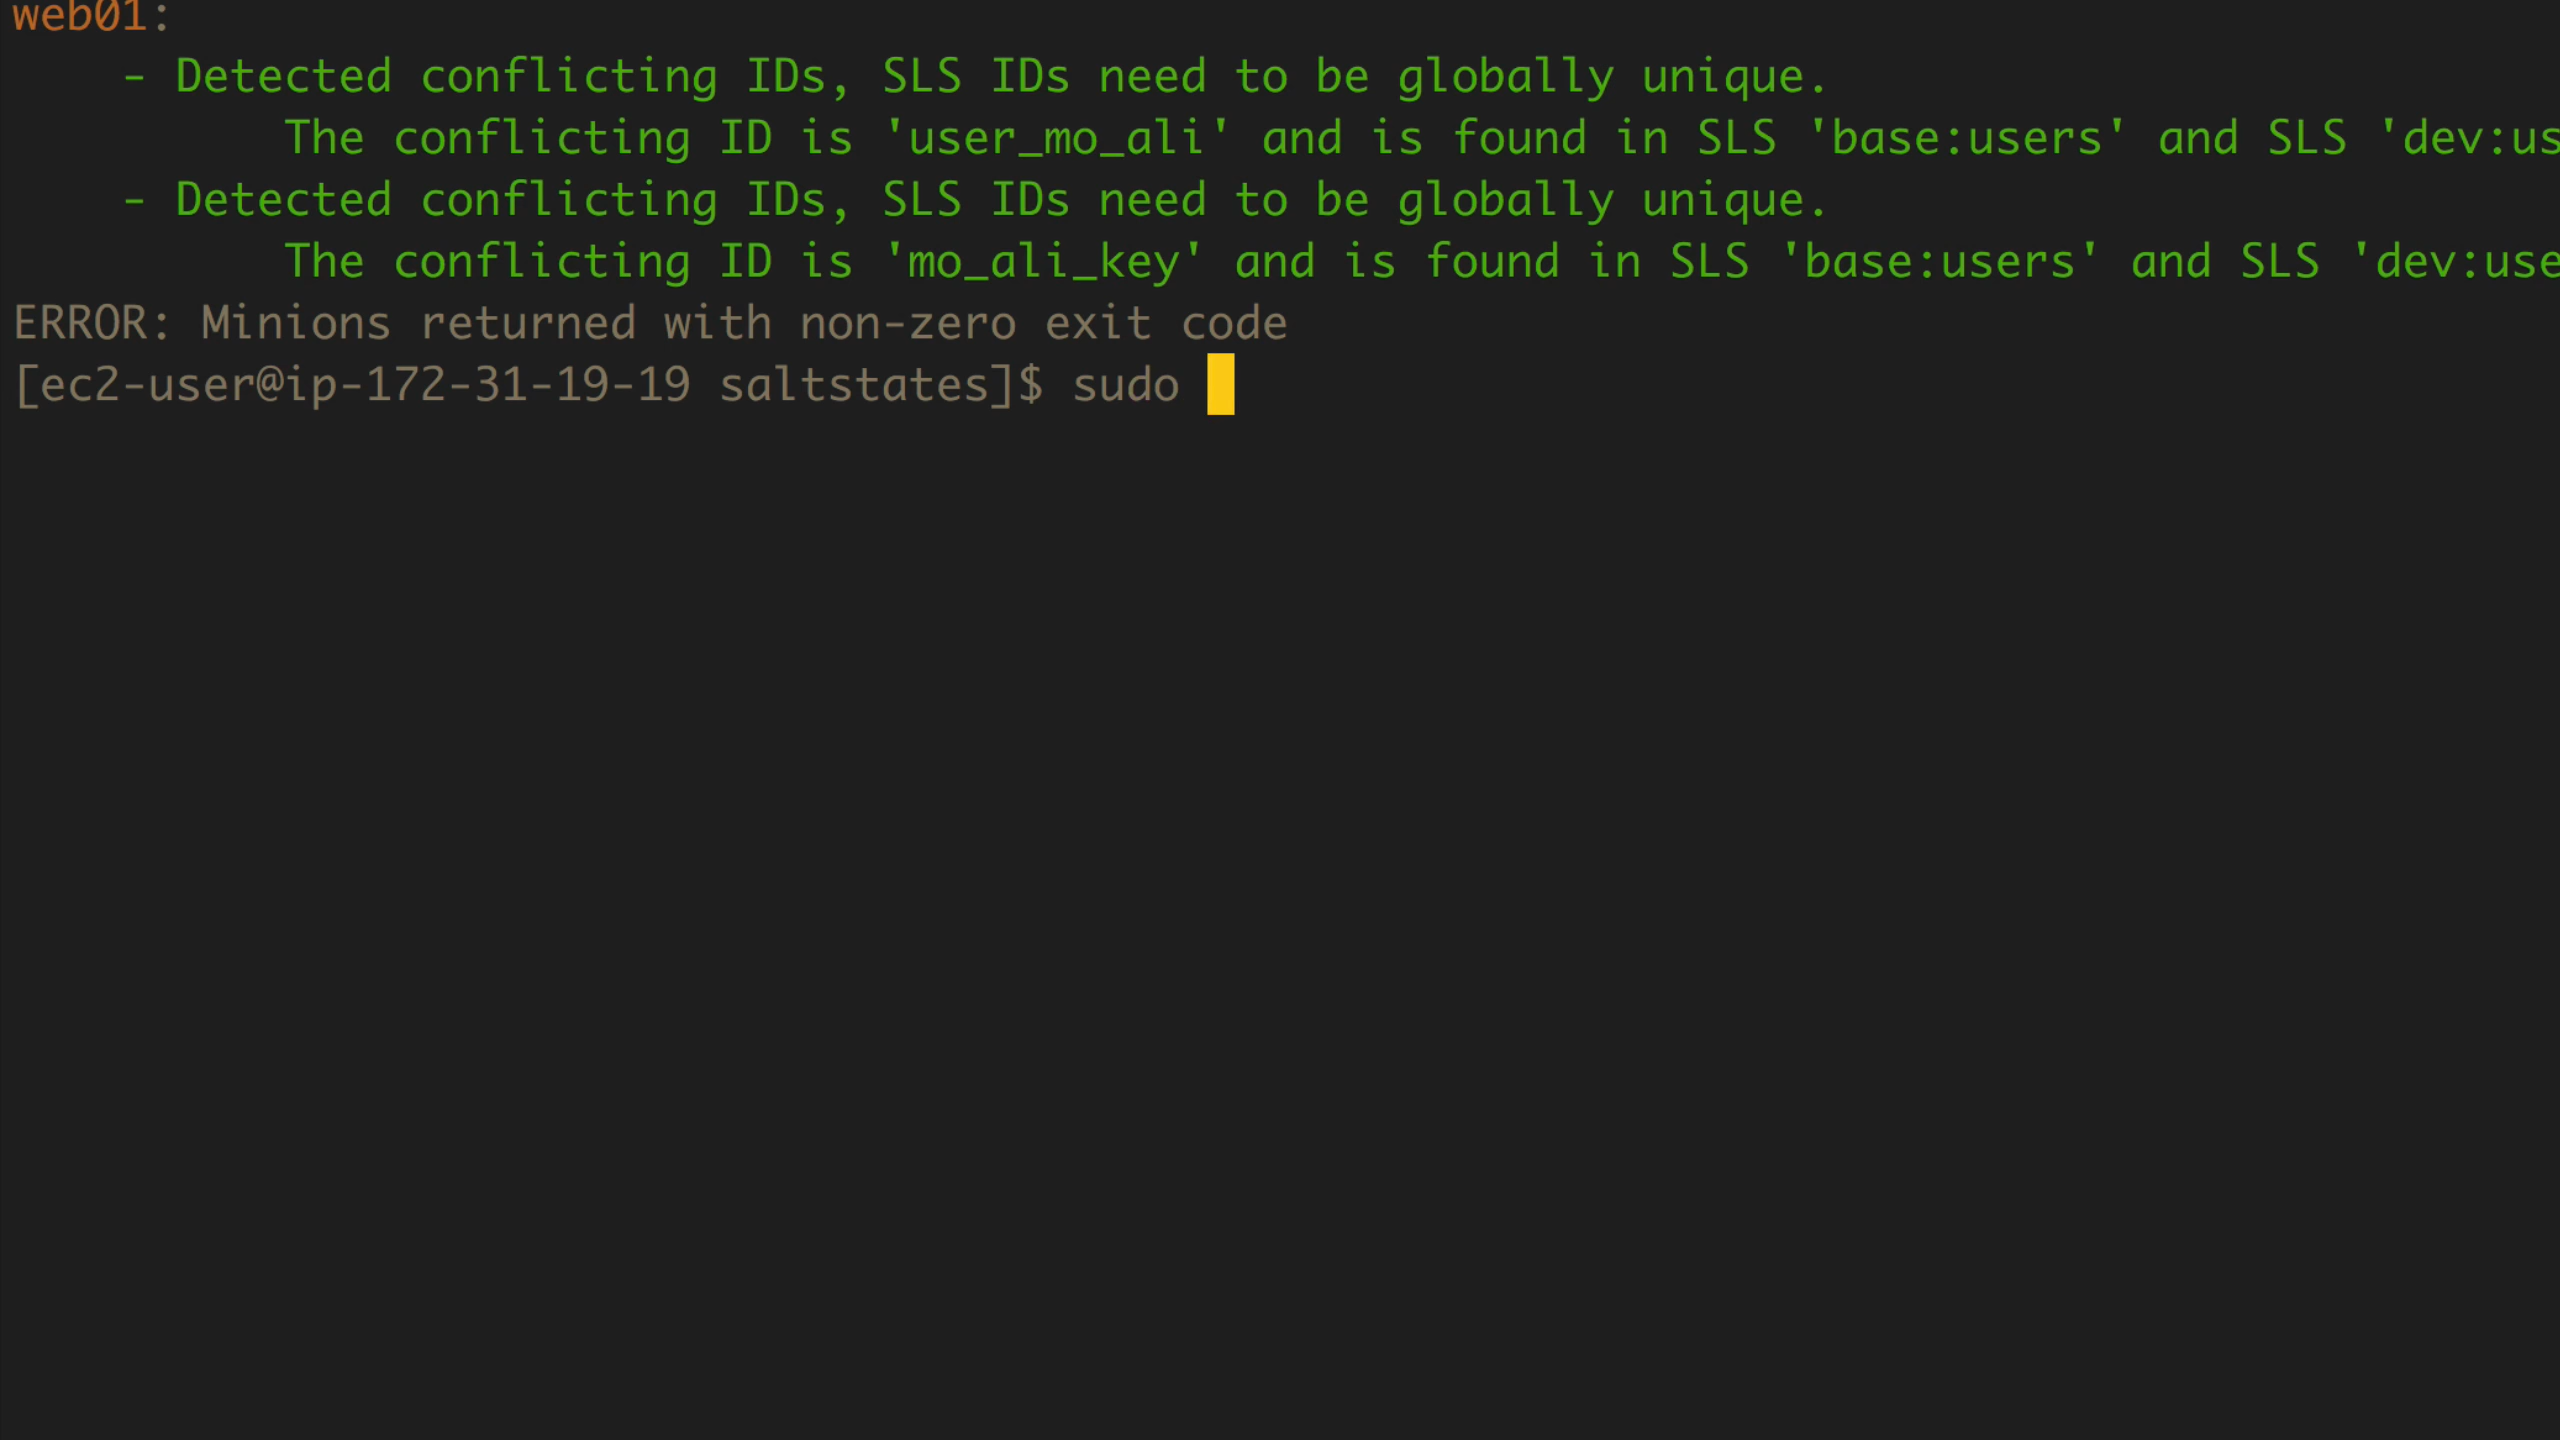 web01:
- Detected conflicting IDs, SLS IDs need to be globally unique.
The conflicting ID is 'user_mo_ali' and is found in SLS 'base:users' and SLS 'dev:us
- Detected conflicting IDs, SLS IDs need to be globally unique.
The conflicting ID is 'mo_ali_key' and is found in SLS 'base:users' and SLS 'dev:use
ERROR: Minions returned with non-zero exit code
[ec2-user@ip-172-31-19-19 saltstates]$ sudo